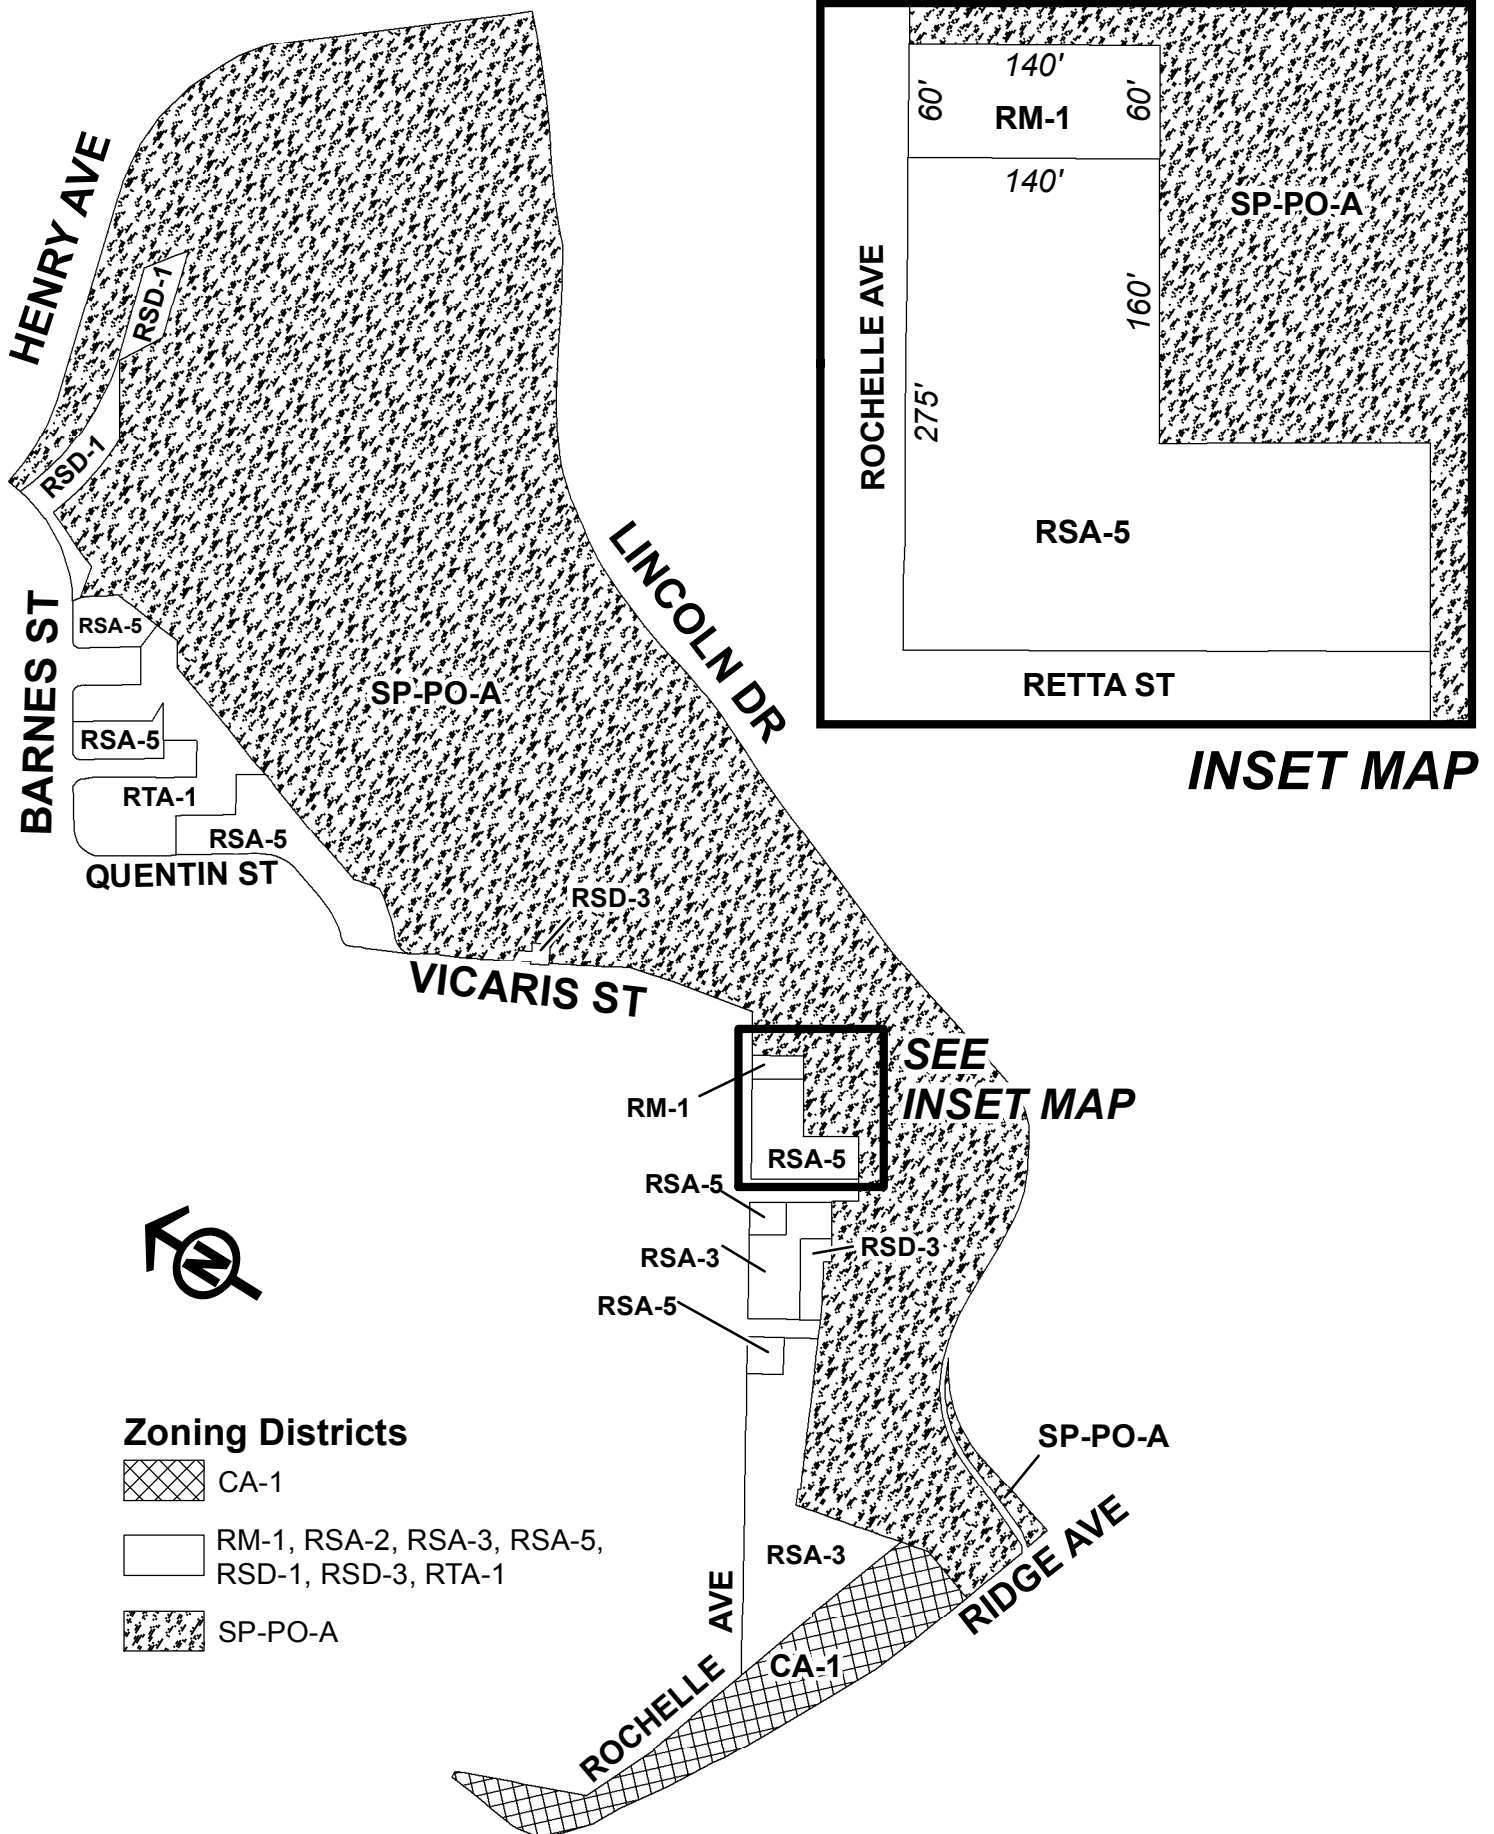 HENRY AVE
RSD-1
RSD-1
BARNES ST
RSA-5
RSA-5
RTA-1
RSA-5
QUENTIN ST
SP-PO-A
LINCOLN DR
RSD-3
VICARIS ST
140'
60'
RM-1
60'
140'
SP-PO-A
ROCHELLE AVE
160'
275'
RSA-5
RETTA ST
INSET MAP
SEE
INSET MAP
RM-1
RSA-5
RSA-5
RSA-3
RSD-3
RSA-5
N
SP-PO-A
RIDGE AVE
RSA-3
CA-1
ROCHELLE AVE
Zoning Districts
CA-1
RM-1, RSA-2, RSA-3, RSA-5,
RSD-1, RSD-3, RTA-1
SP-PO-A